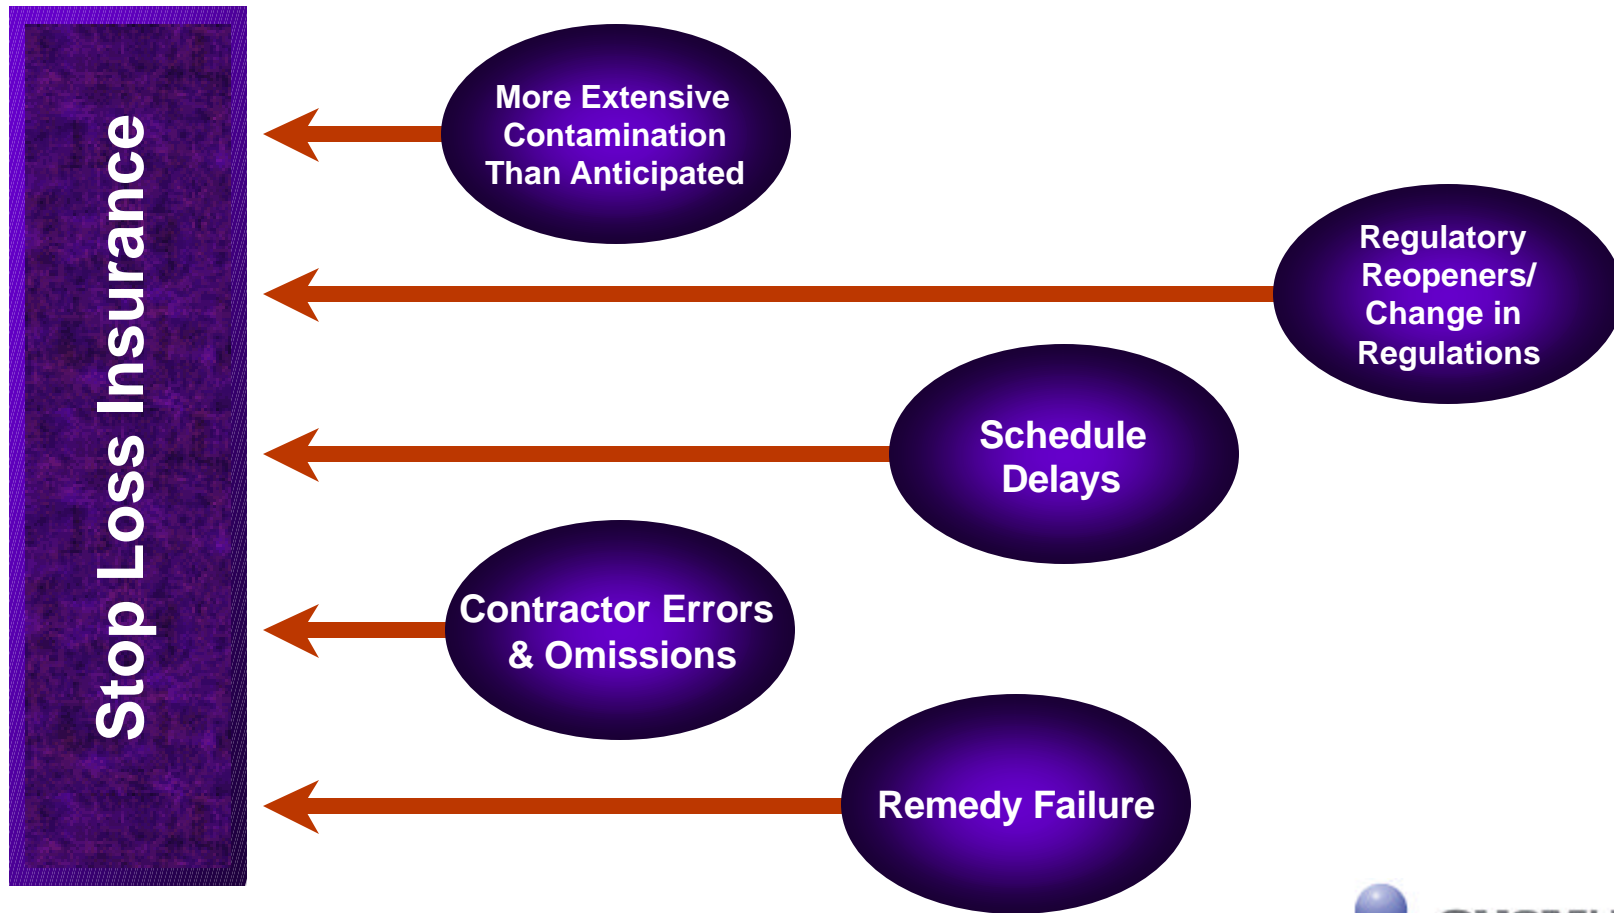 Stop Loss Insurance
More Extensive
Contamination
Than Anticipated
Regulatory
Reopeners/
Change in
Regulations
Schedule
Delays
Contractor Errors
& Omissions
Remedy Failure